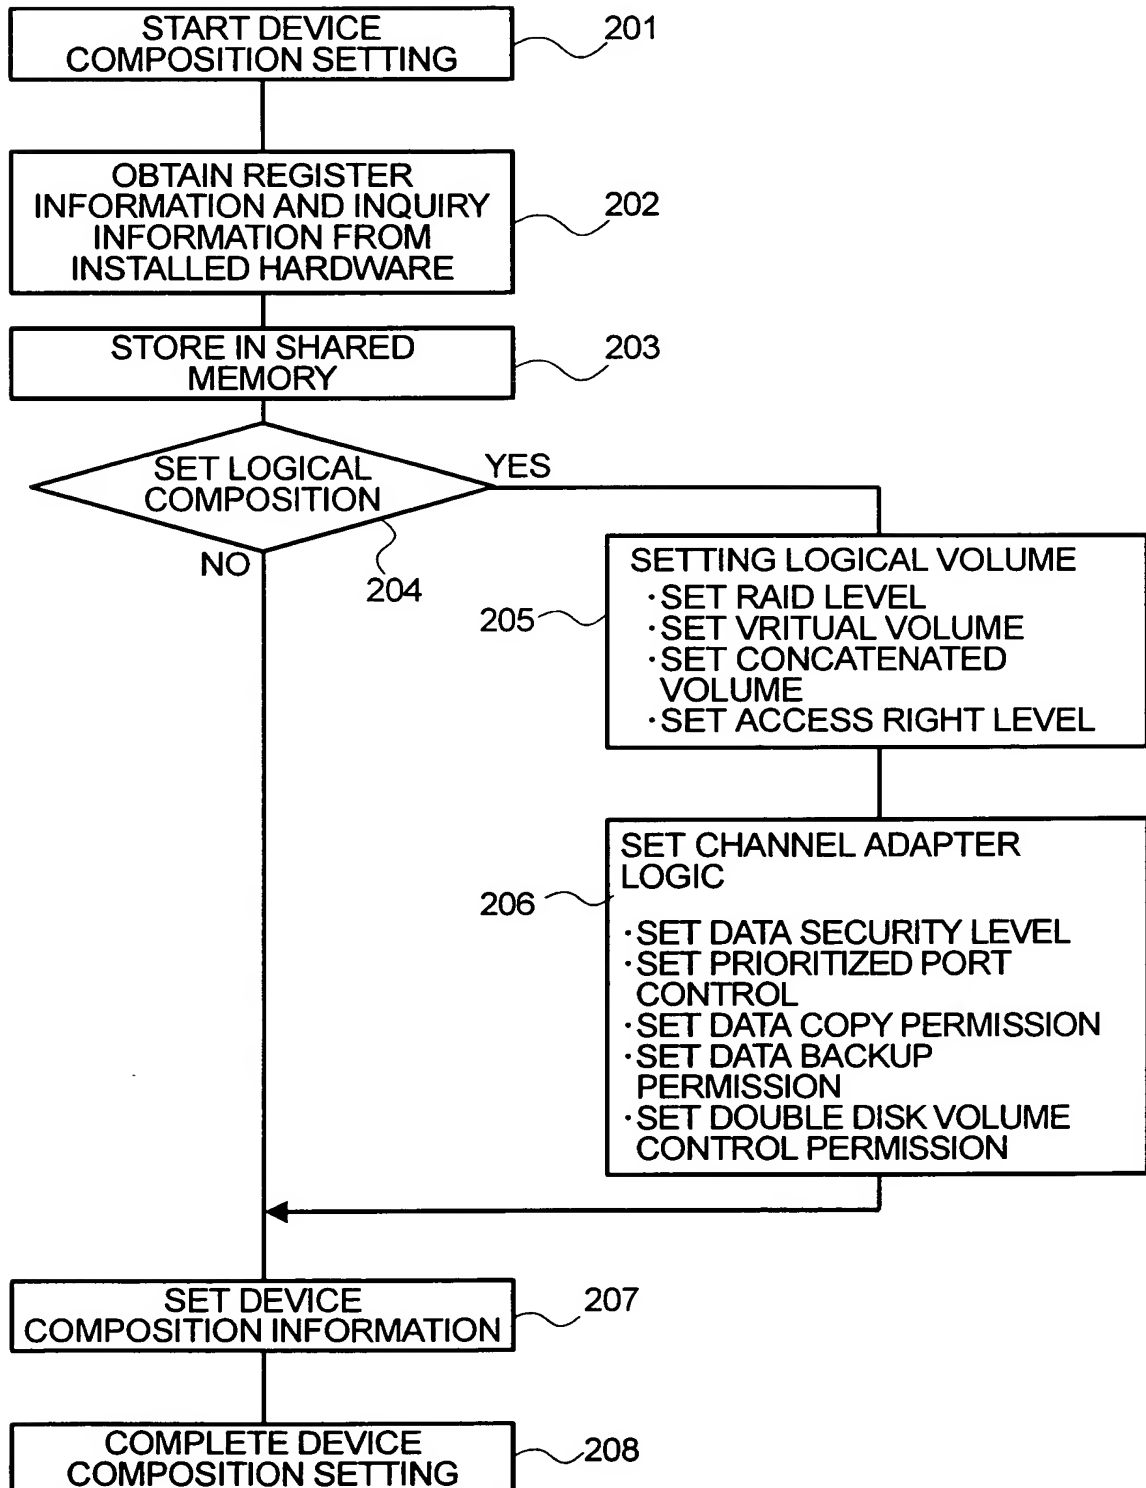 START DEVICE
COMPOSITION SETTING
201
OBTAIN REGISTER
INFORMATION AND INQUIRY
INFORMATION FROM
INSTALLED HARDWARE
202
STORE IN SHARED
MEMORY
203
SET LOGICAL
COMPOSITION
YES
NO
204
SETTING LOGICAL VOLUME
·SET RAID LEVEL
·SET VRITUAL VOLUME
·SET CONCATENATED
VOLUME
·SET ACCESS RIGHT LEVEL
205
SET CHANNEL ADAPTER
LOGIC
206
·SET DATA SECURITY LEVEL
·SET PRIORITIZED PORT
CONTROL
·SET DATA COPY PERMISSION
·SET DATA BACKUP
PERMISSION
·SET DOUBLE DISK VOLUME
CONTROL PERMISSION
SET DEVICE
COMPOSITION INFORMATION
207
COMPLETE DEVICE
COMPOSITION SETTING
208